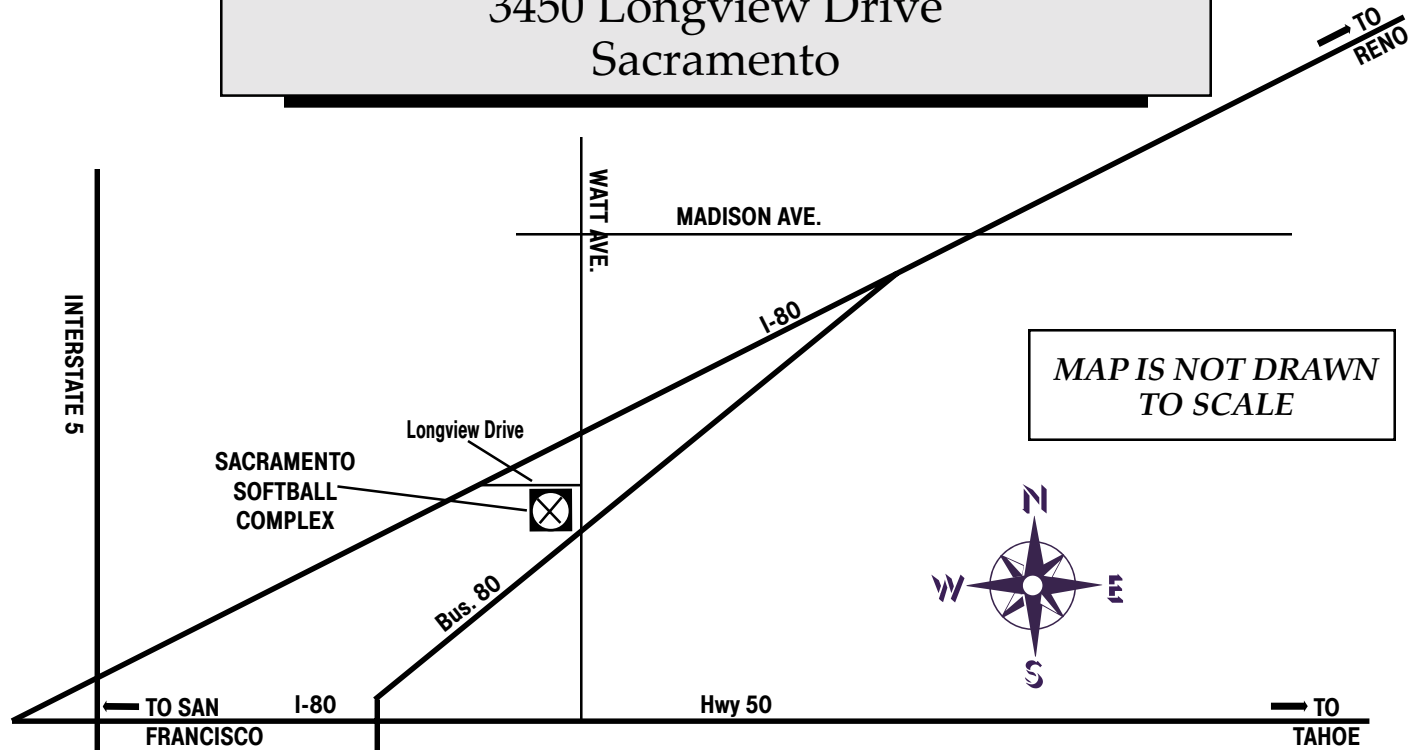 3450 Longview Drive
Sacramento
TO
RENO
WATT AVE.
MADISON AVE.
INTERSTATE 5
I-80
MAP IS NOT DRAWN
TO SCALE
Longview Drive
SACRAMENTO
SOFTBALL
COMPLEX
N
W
E
S
Bus. 80
TO SAN
FRANCISCO
I-80
Hwy 50
TO
TAHOE